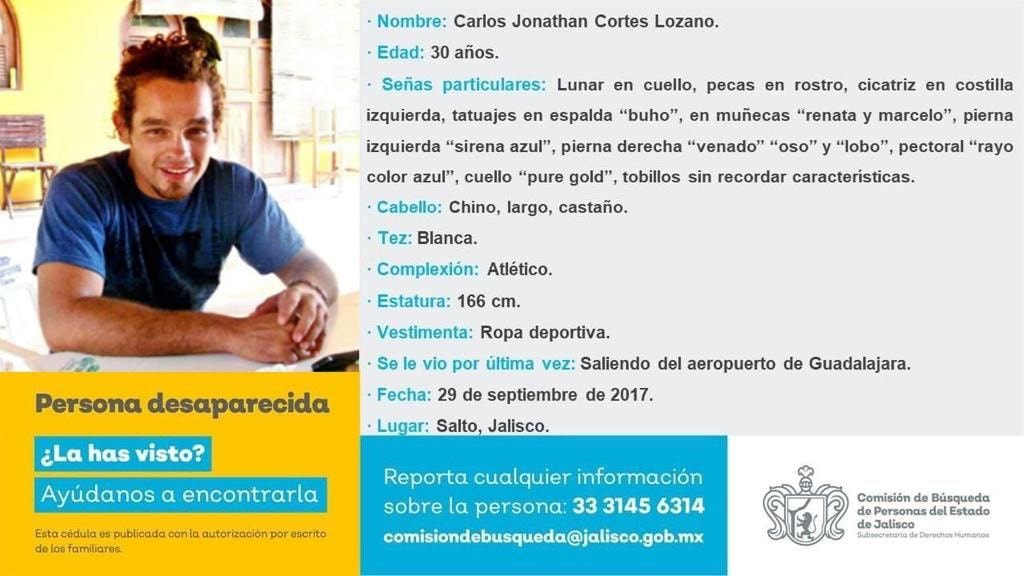 · Nombre: Carlos Jonathan Cortes Lozano.
· Edad: 30 años.
· Señas particulares: Lunar en cuello, pecas en rostro, cicatriz en costilla
izquierda, tatuajes en espalda “buho”, en muñecas “renata y marcelo”, pierna
izquierda “sirena azul”, pierna derecha “venado” “oso” y “lobo”, pectoral “rayo
color azul”, cuello “pure gold”, tobillos sin recordar características.
· Cabello: Chino, largo, castaño.
· Tez: Blanca.
· Complexión: Atlético.
· Estatura: 166 cm.
· Vestimenta: Ropa deportiva.
· Se le vio por última vez: Saliendo del aeropuerto de Guadalajara.
· Fecha: 29 de septiembre de 2017.
· Lugar: Salto, Jalisco.
Persona desaparecida
¿La has visto?
Ayúdanos a encontrarla
Esta cédula es publicada con la autorización por escrito
de los familiares.
Reporta cualquier información
sobre la persona: 33 3145 6314
comisiondebusqueda@jalisco.gob.mx
Comisión de Búsqueda
de Personas del Estado
de Jalisco
Subsecretaría de Derechos Humanos